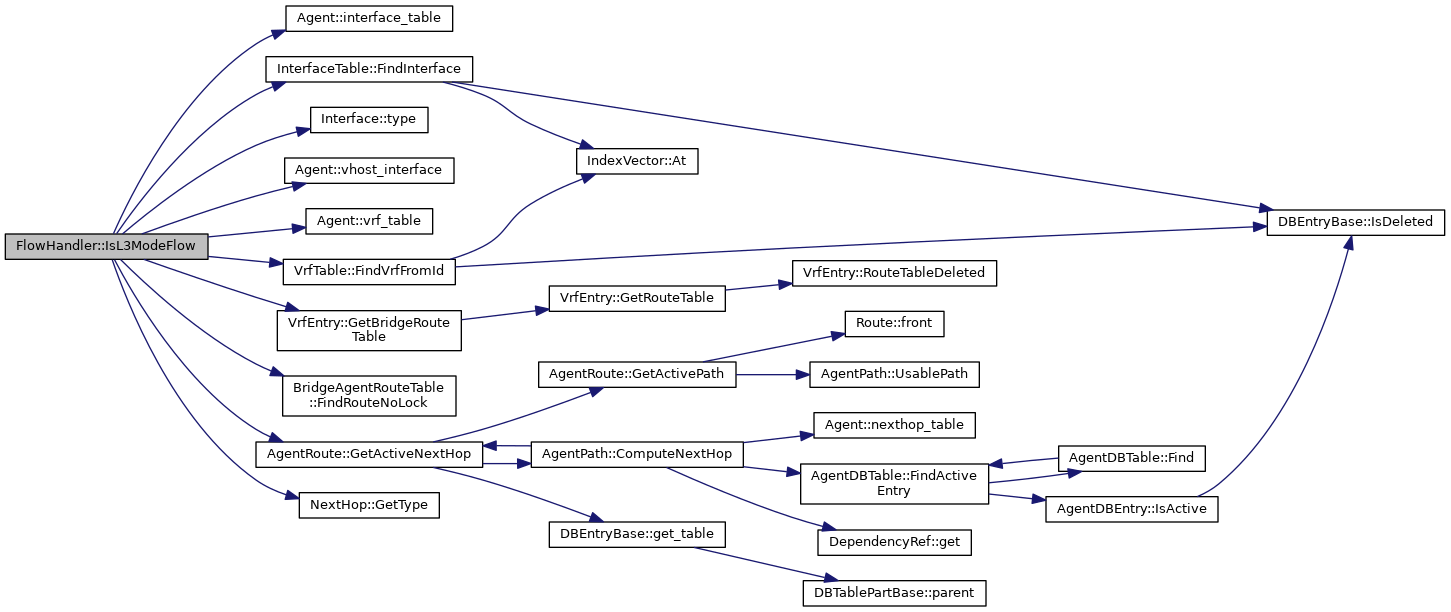 Agent::interface_table
InterfaceTable::FindInterface
Interface::type
IndexVector::At
Agent::vhost_interface
Agent::vrf_table
DBEntryBase::IsDeleted
FlowHandler::IsL3ModeFlow
VrfTable::FindVrfFromId
VrfEntry::RouteTableDeleted
VrfEntry::GetRouteTable
VrfEntry::GetBridgeRoute
Table
Route::front
AgentRoute::GetActivePath
AgentPath::UsablePath
BridgeAgentRouteTable
::FindRouteNoLock
Agent::nexthop_table
AgentRoute::GetActiveNextHop
AgentPath::ComputeNextHop
AgentDBTable::Find
AgentDBTable::FindActive
Entry
NextHop::GetType
AgentDBEntry::IsActive
DBEntryBase::get_table
DependencyRef::get
DBTablePartBase::parent